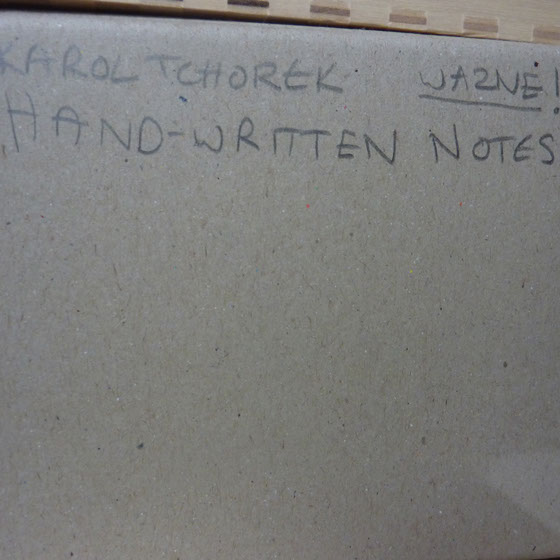 KAROL TCHOREK WAŻNE!
HAND-WRITTEN NOTES